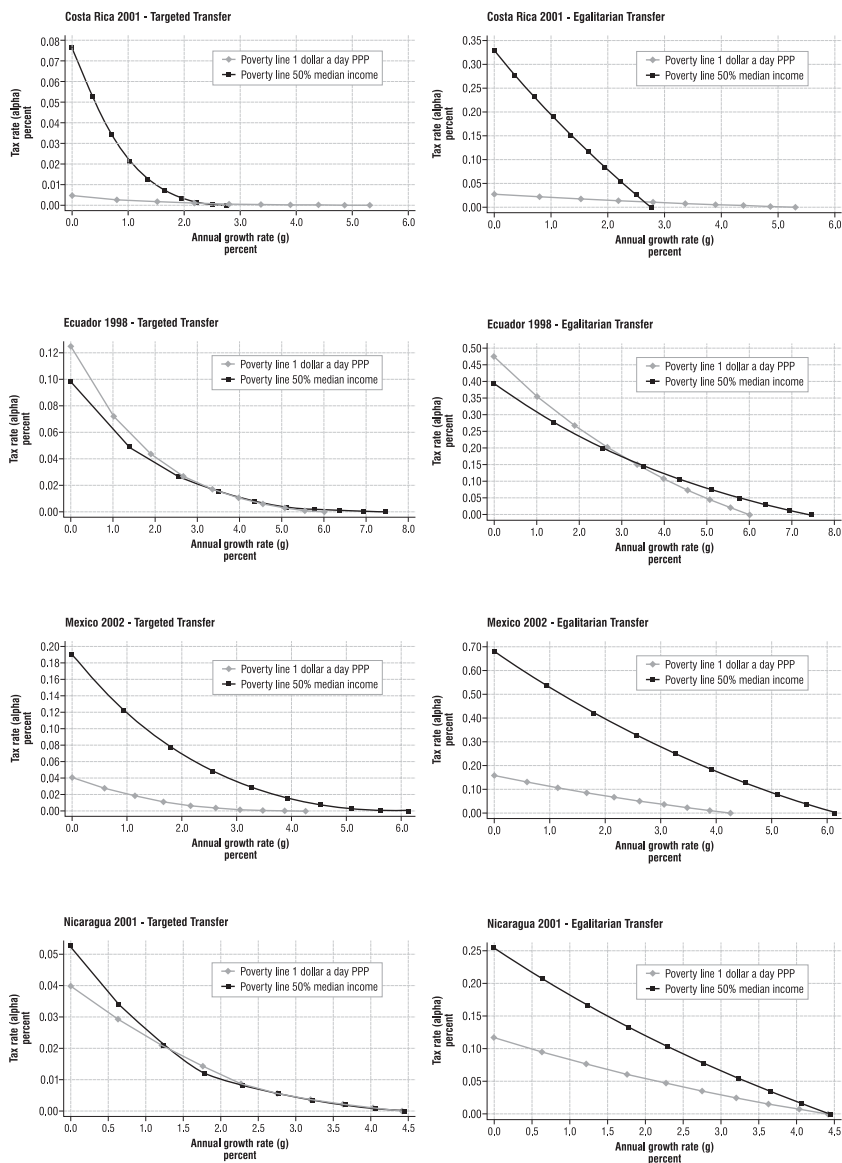 Costa Rica 2001 - Targeted Transfer
Tax rate (alpha)
percent
0.08
0.07
0.06
0.05
0.04
0.03
0.02
0.01
0.00
Poverty line 1 dollar a day PPP
Poverty line 50% median income
0.0 1.0 2.0 3.0 4.0 5.0 6.0
Annual growth rate (g)
percent
Costa Rica 2001 - Egalitarian Transfer
Tax rate (alpha)
percent
0.35
0.30
0.25
0.20
0.15
0.10
0.05
0.00
Poverty line 1 dollar a day PPP
Poverty line 50% median income
0.0 1.0 2.0 3.0 4.0 5.0 6.0
Annual growth rate (g)
percent
Ecuador 1998 - Targeted Transfer
Tax rate (alpha)
percent
0.12
0.10
0.08
0.06
0.04
0.02
0.00
Poverty line 1 dollar a day PPP
Poverty line 50% median income
0.0 1.0 2.0 3.0 4.0 5.0 6.0 7.0 8.0
Annual growth rate (g)
percent
Ecuador 1998 - Egalitarian Transfer
Tax rate (alpha)
percent
0.50
0.45
0.40
0.35
0.30
0.25
0.20
0.15
0.10
0.05
0.00
Poverty line 1 dollar a day PPP
Poverty line 50% median income
0.0 1.0 2.0 3.0 4.0 5.0 6.0 7.0 8.0
Annual growth rate (g)
percent
Mexico 2002 - Targeted Transfer
Tax rate (alpha)
percent
0.20
0.18
0.16
0.14
0.12
0.10
0.08
0.06
0.04
0.02
0.00
Poverty line 1 dollar a day PPP
Poverty line 50% median income
0.0 1.0 2.0 3.0 4.0 5.0 6.0
Annual growth rate (g)
percent
Mexico 2002 - Egalitarian Transfer
Tax rate (alpha)
percent
0.70
0.60
0.50
0.40
0.30
0.20
0.10
0.00
Poverty line 1 dollar a day PPP
Poverty line 50% median income
0.0 1.0 2.0 3.0 4.0 5.0 6.0
Annual growth rate (g)
percent
Nicaragua 2001 - Targeted Transfer
Tax rate (alpha)
percent
0.05
0.04
0.03
0.02
0.01
0.00
Poverty line 1 dollar a day PPP
Poverty line 50% median income
0.0 0.5 1.0 1.5 2.0 2.5 3.0 3.5 4.0 4.5
Annual growth rate (g)
percent
Nicaragua 2001 - Egalitarian Transfer
Tax rate (alpha)
percent
0.25
0.20
0.15
0.10
0.05
0.00
Poverty line 1 dollar a day PPP
Poverty line 50% median income
0.0 0,5 1.0 1.5 2.0 2.5 3.0 3.5 4.0 4.5
Annual growth rate (g)
percent